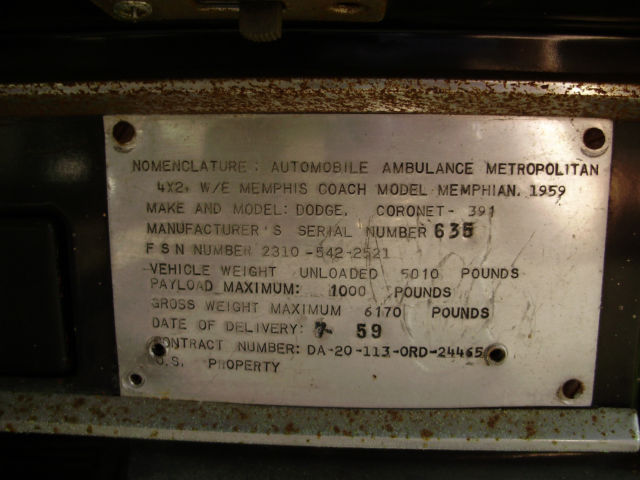 NOMENCLATURE: AUTOMOBILE AMBULANCE METROPOLITAN
4X2, W/E MEMPHIS COACH MODEL MEMPHIAN, 1959
MAKE AND MODEL: DODGE, CORONET- 391
MANUFACTURER'S SERIAL NUMBER 635
FSN NUMBER 2310-542-2521
VEHICLE WEIGHT UNLOADED 5010 POUNDS
PAYLOAD MAXIMUM: 1000 POUNDS
GROSS WEIGHT MAXIMUM 6170 POUNDS
DATE OF DELIVERY: 7 59
CONTRACT NUMBER: DA-20-113-ORD-24465
U.S. PROPERTY